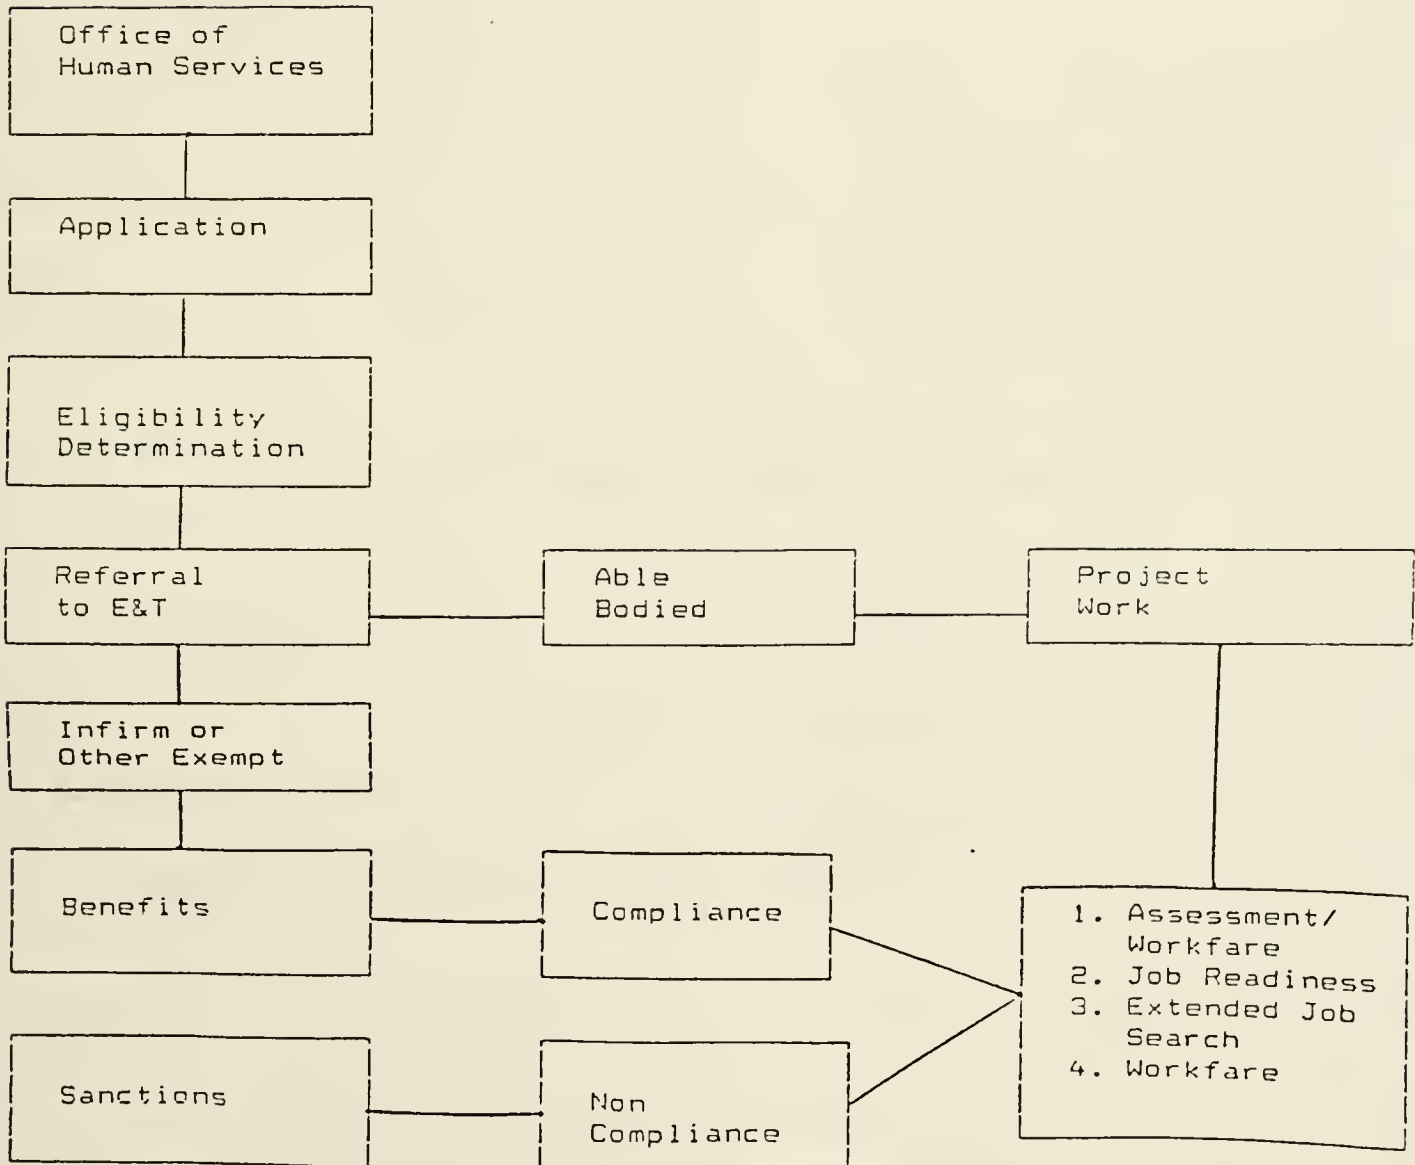 Office of
Human Services
Application
Eligibility
Determination
Referral
to E&T
Able
Bodied
Project
Work
Infirm or
Other Exempt
Benefits
Compliance
1. Assessment/
Workfare
2. Job Readiness
3. Extended Job
Search
4. Workfare
Sanctions
Non
Compliance